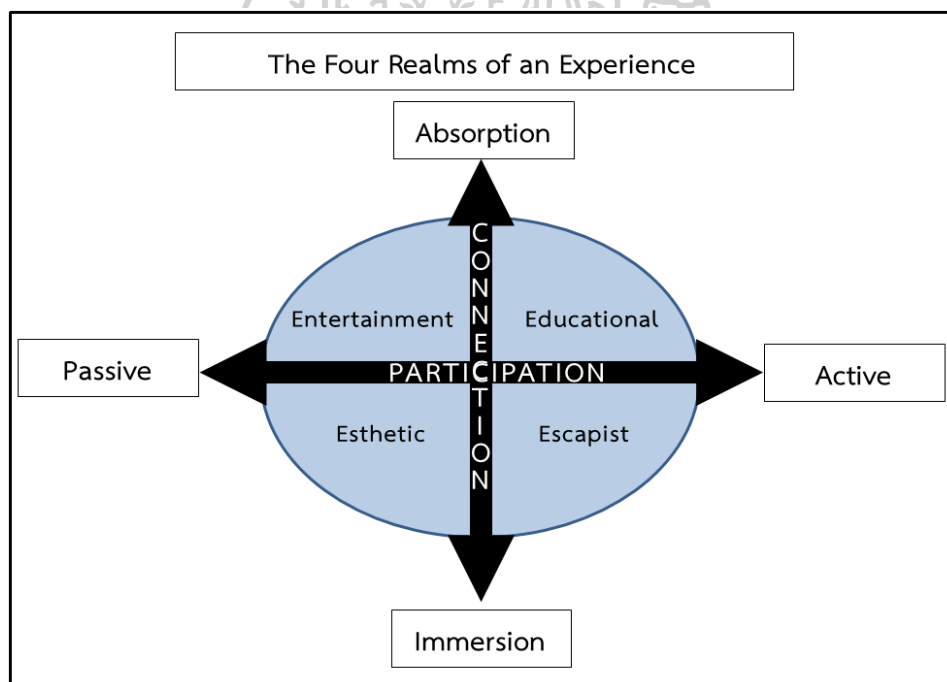 The Four Realms of an Experience
Absorption
CONNECTION
Entertainment
Educational
Passive
PARTICIPATION
Active
Esthetic
Escapist
Immersion